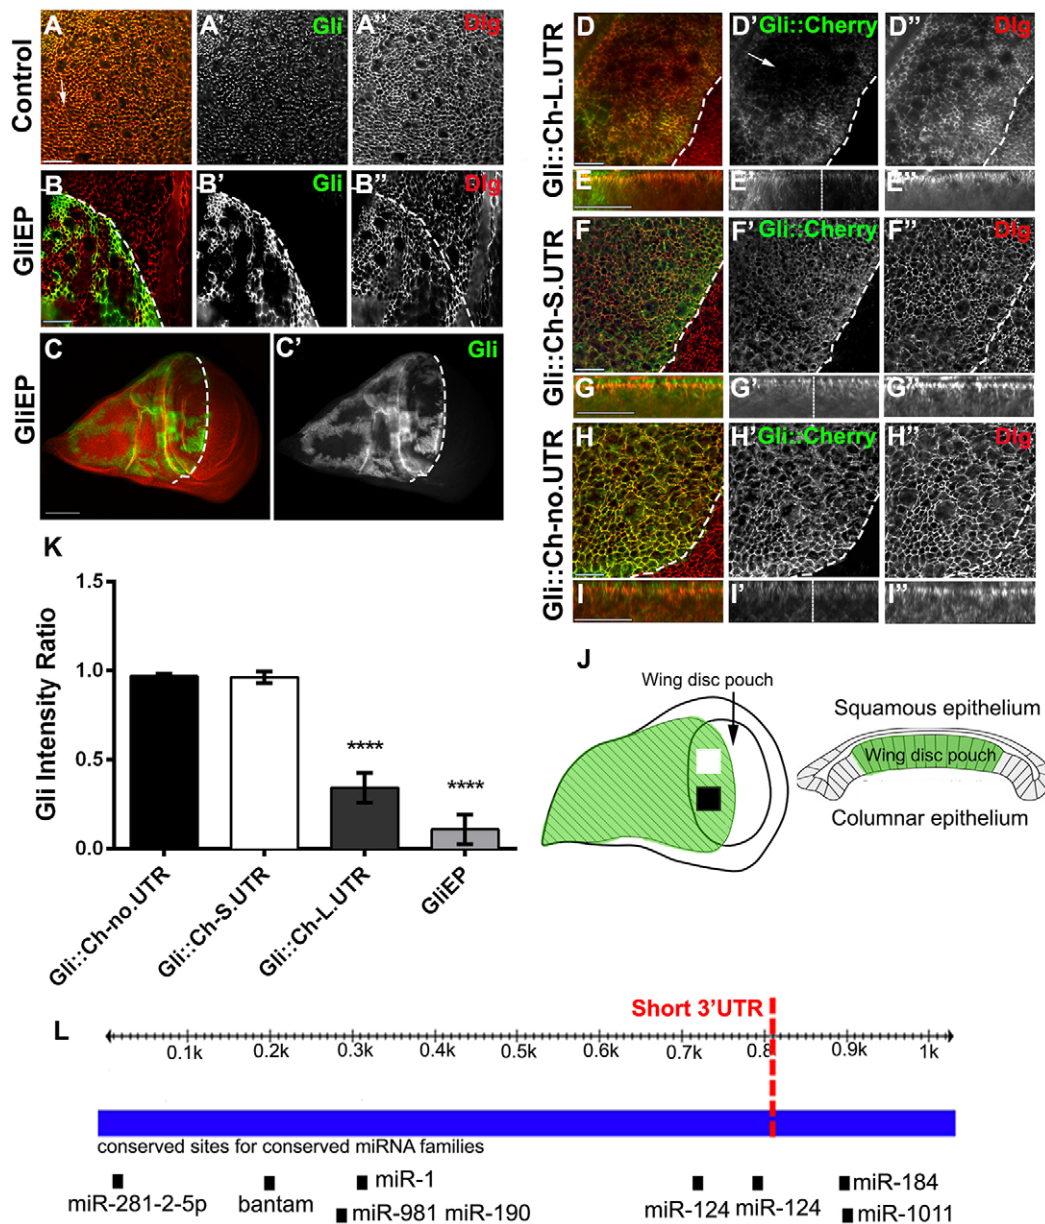 Control
A
A' Gli
A'' Dlg
GliEP
B
B' Gli
B'' Dlg
GliEP
C
C' Gli
Gli::Ch-L.UTR
D
D' Gli::Cherry
D'' Dlg
E
E'
E''
Gli::Ch-S.UTR
F
F' Gli::Cherry
F'' Dlg
G
G'
G''
Gli::Ch-no.UTR
H
H' Gli::Cherry
H'' Dlg
I
I'
I''
K
Gli Intensity Ratio
1.5
1.0
0.5
0.0
****
****
Gli::Ch-no.UTR
Gli::Ch-S.UTR
Gli::Ch-L.UTR
GliEP
J
Wing disc pouch
Squamous epithelium
Wing disc pouch
Columnar epithelium
L
Short 3'UTR
0.1k 0.2k 0.3k 0.4k 0.5k 0.6k 0.7k 0.8 0.9k 1k
conserved sites for conserved miRNA families
miR-281-2-5p
bantam
miR-1
miR-981 miR-190
miR-124
miR-124
miR-184
miR-1011